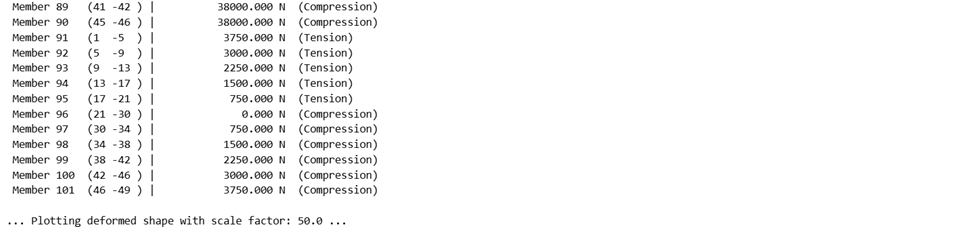 Member 89   (41 -42 ) |          38000.000 N  (Compression)
Member 90   (45 -46 ) |          38000.000 N  (Compression)
Member 91   (1  -5  ) |           3750.000 N  (Tension)
Member 92   (5  -9  ) |           3000.000 N  (Tension)
Member 93   (9  -13 ) |           2250.000 N  (Tension)
Member 94   (13 -17 ) |           1500.000 N  (Tension)
Member 95   (17 -21 ) |            750.000 N  (Tension)
Member 96   (21 -30 ) |              0.000 N  (Compression)
Member 97   (30 -34 ) |            750.000 N  (Compression)
Member 98   (34 -38 ) |           1500.000 N  (Compression)
Member 99   (38 -42 ) |           2250.000 N  (Compression)
Member 100  (42 -46 ) |           3000.000 N  (Compression)
Member 101  (46 -49 ) |           3750.000 N  (Compression)
... Plotting deformed shape with scale factor: 50.0 ...